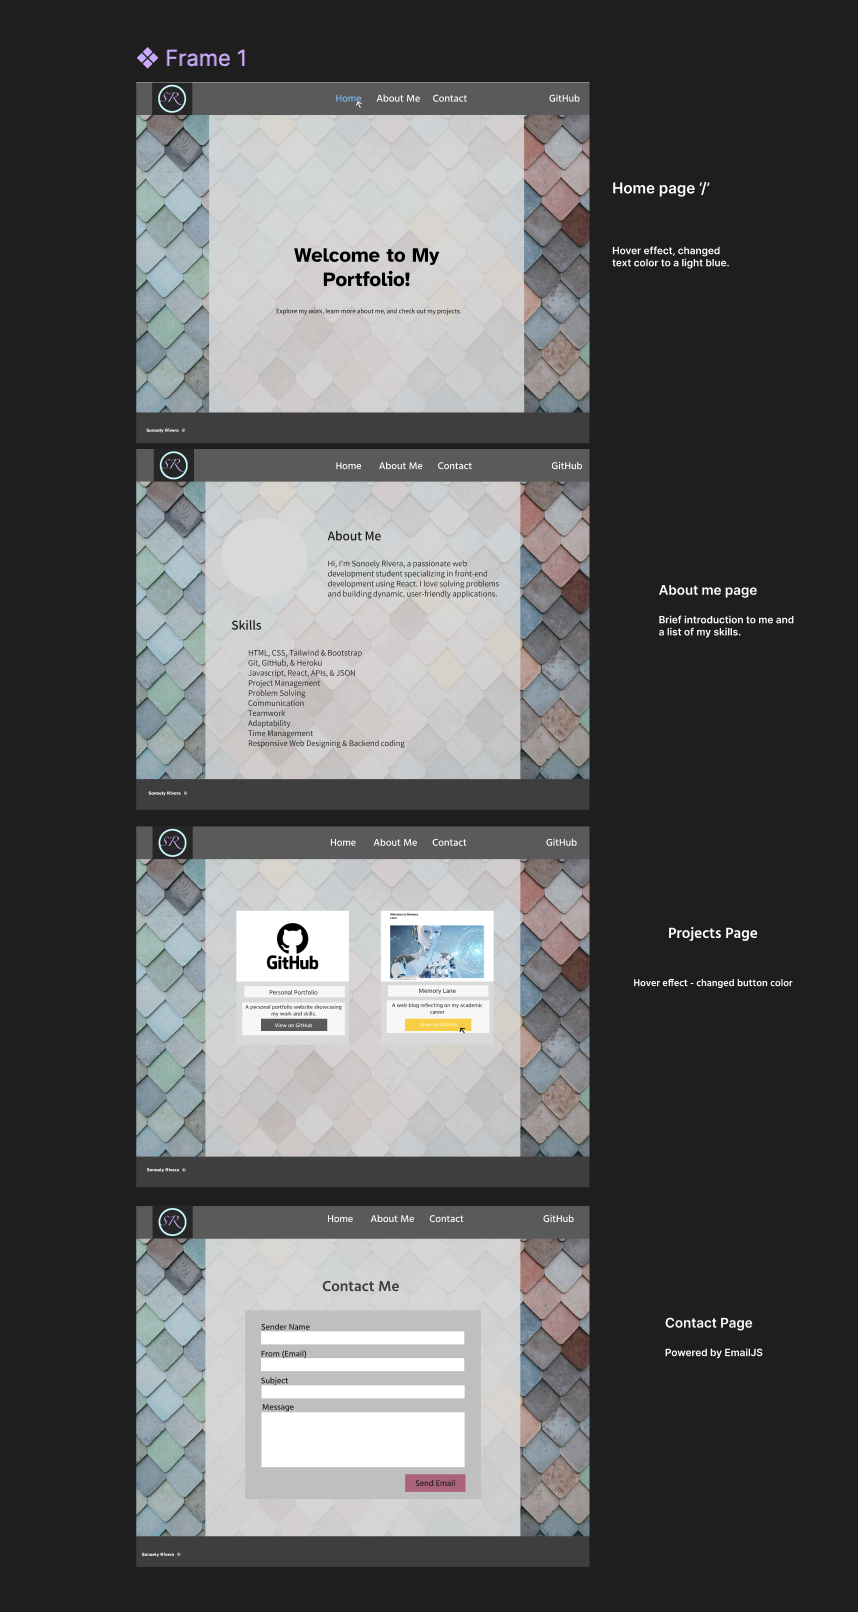 Frame 1
SR
Home About Me Contact GitHub
Home page ‘/’
Hover effect, changed
text color to a light blue.
Welcome to My
Portfolio!
Explore my work, learn more about me, and check out my projects.
Sonoely Rivera ©
SR
Home About Me Contact GitHub
About Me
Hi, I'm Sonoely Rivera, a passionate web
development student specializing in front-end
development using React. I love solving problems
and building dynamic, user-friendly applications.
About me page
Brief introduction to me and
a list of my skills.
Skills
HTML, CSS, Tailwind & Bootstrap
Git, GitHub, & Heroku
Javascript, React, APIs, & JSON
Project Management
Problem Solving
Communication
Teamwork
Adaptability
Time Management
Responsive Web Designing & Backend coding
Sonoely Rivera ©
SR
Home About Me Contact GitHub
GitHub
Personal Portfolio
A personal portfolio website showcasing
my work and skills.
View on GitHub
Welcome to Memory
Lane
Memory Lane
A web blog reflecting on my academic
career
View on GitHub
Projects Page
Hover effect - changed button color
Sonoely Rivera ©
SR
Home About Me Contact GitHub
Contact Me
Sender Name
From (Email)
Subject
Message
Send Email
Contact Page
Powered by EmailJS
Sonoely Rivera ©